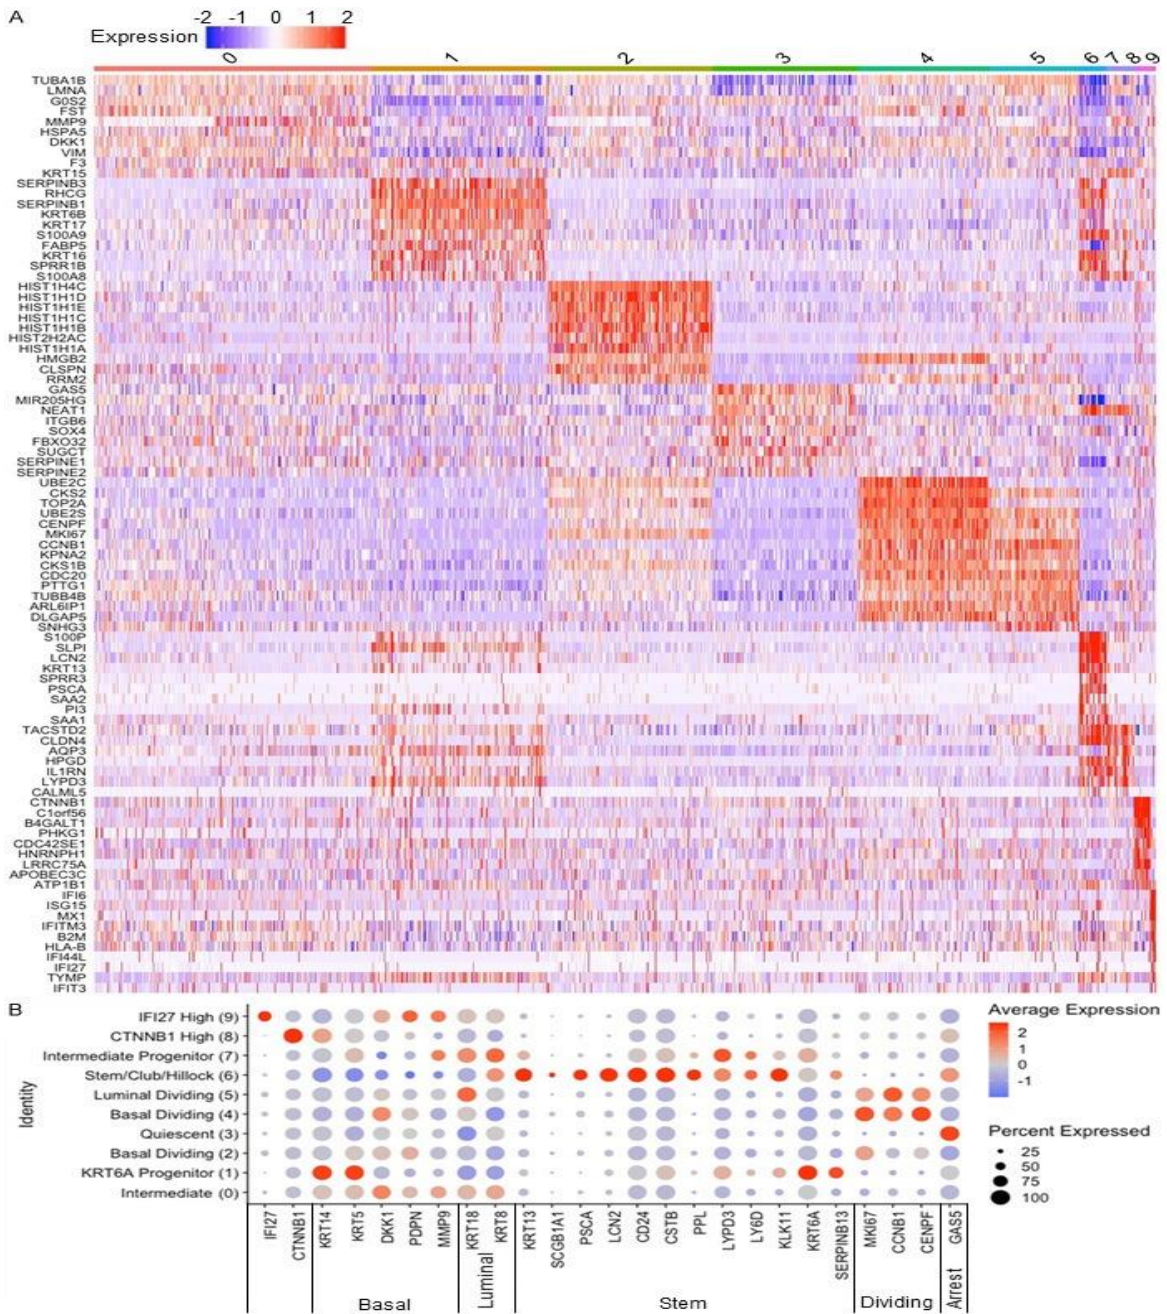 A
-2 -1 0 1 2
Expression
0 1 2 3 4 5 6 7 8 9
TUBA1B
LMNA
G0S2
FST
MMP9
HSPA5
DKK1
VIM
F3
KRT15
SERPINB3
RHCG
SERPINB1
KRT6B
KRT17
S100A9
FABP5
KRT16
SPRR1B
S100A8
HIST1H4C
HIST1H1D
HIST1H1E
HIST1H1C
HIST1H1B
HIST2H2AC
HIST1H1A
HMGB2
CLSPN
RRM2
GAS5
MIR205HG
NEAT1
ITGB6
SOX4
FBXO32
SUGCT
SERPINE1
SERPINE2
UBE2C
CKS2
TOP2A
UBE2S
CENPF
MKI67
CCNB1
KPNA2
CKS1B
CDC20
PTTG1
TUBB4B
ARL6IP1
DLGAP5
SNHG3
S100P
SLPI
LCN2
KRT13
SPRR3
PSCA
SAA2
PI3
SAA1
TACSTD2
CLDN4
AQP3
HPGD
IL1RN
LYPD3
CALML5
CTNNB1
C1orf56
B4GALT1
PHKG1
CDC42SE1
HNRNPH1
LRRC75A
APOBEC3C
ATP1B1
IFI6
ISG15
MX1
IFITM3
B2M
HLA-B
IFI44L
IFI27
TYMP
IFIT3
B
Identity
IFI27 High (9)
CTNNB1 High (8)
Intermediate Progenitor (7)
Stem/Club/Hillock (6)
Luminal Dividing (5)
Basal Dividing (4)
Quiescent (3)
Basal Dividing (2)
KRT6A Progenitor (1)
Intermediate (0)
Average Expression
2
1
0
-1
Percent Expressed
25
50
75
100
IFI27 CTNNB1 KRT14 KRT5 DKK1 PDPN MMP9 KRT18 KRT8 KRT13 SCGB1A1 PSCA LCN2 CD24 CSTB PPL LYPD3 LY6D KLK11 KRT6A SERPINB13 MKI67 CCNB1 CENPF GAS5
Basal Luminal Stem Dividing Arrest